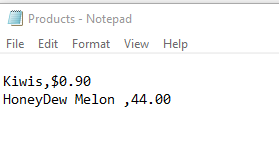 Products - Notepad
File Edit Format View Help
Kiwis,$0.90
HoneyDew Melon ,44.00